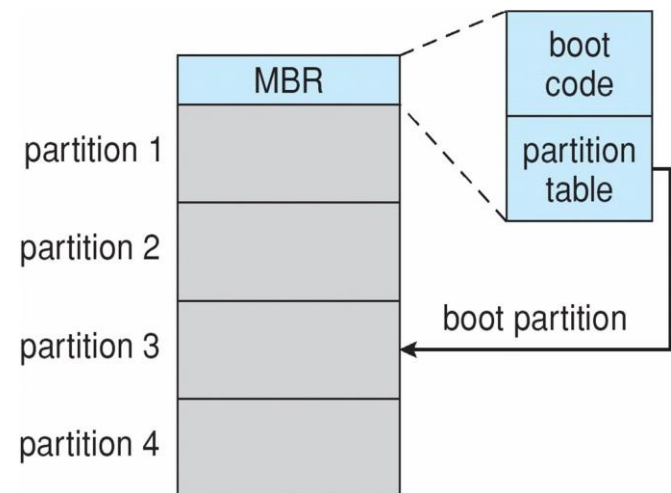 MBR
boot
code
partition
table
partition 1
partition 2
boot partition
partition 3
partition 4